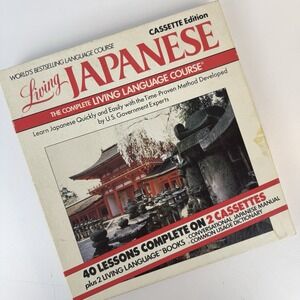 CASSETTE Edition
WORLD'S BESTSELLING LANGUAGE COURSE
Living JAPANESE
THE COMPLETE LIVING LANGUAGE COURSE®
Learn Japanese Quickly and Easily with the Time-Proven Method Developed
by U.S. Government Experts
40 LESSONS COMPLETE ON 2 CASSETTES
plus 2 LIVING LANGUAGE™ BOOKS
CONVERSATIONAL JAPANESE MANUAL
COMMON USAGE DICTIONARY